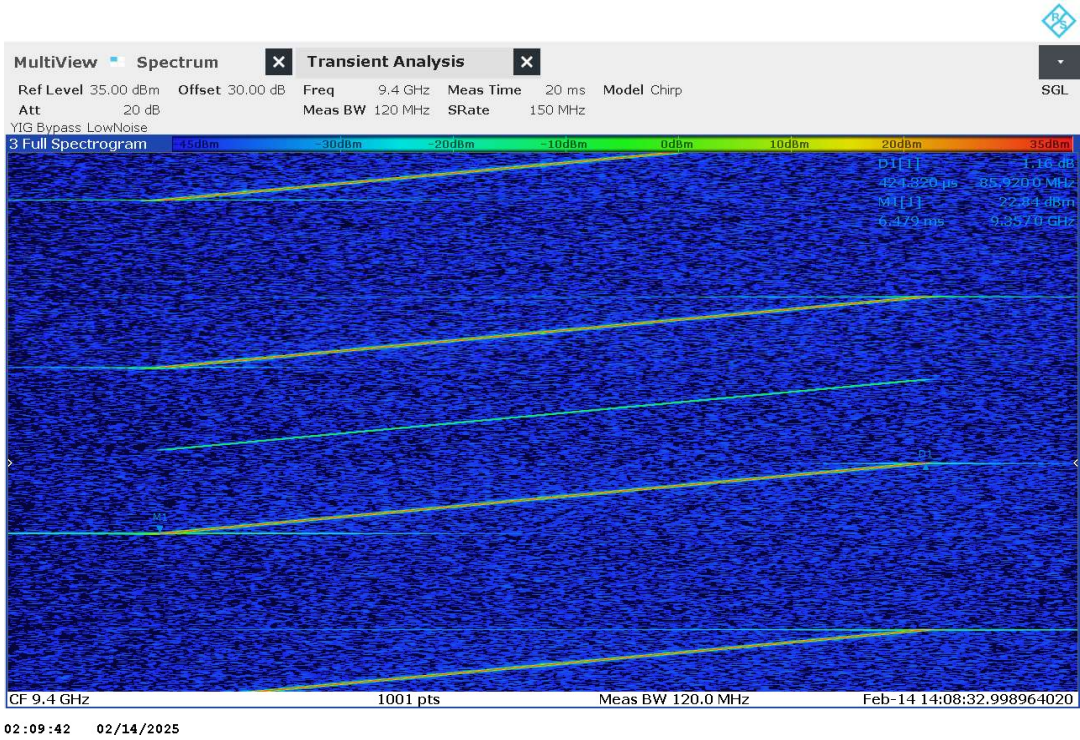 R&S
MultiView Spectrum X Transient Analysis X
Ref Level 35.00 dBm Offset 30.00 dB Freq 9.4 GHz Meas Time 20 ms Model Chirp SGL
Att 20 dB Meas BW 120 MHz SRate 150 MHz
YIG Bypass LowNoise
3 Full Spectrogram -45dBm -30dBm -20dBm -10dBm 0dBm 10dBm 20dBm 35dBm
D1[1] 1.16 dB
424.320 µs 85.9200 MHz
M1[1] 22.84 dBm
6.479 ms 9.3570 GHz
D1
M1
CF 9.4 GHz 1001 pts Meas BW 120.0 MHz Feb-14 14:08:32.998964020
02:09:42 02/14/2025